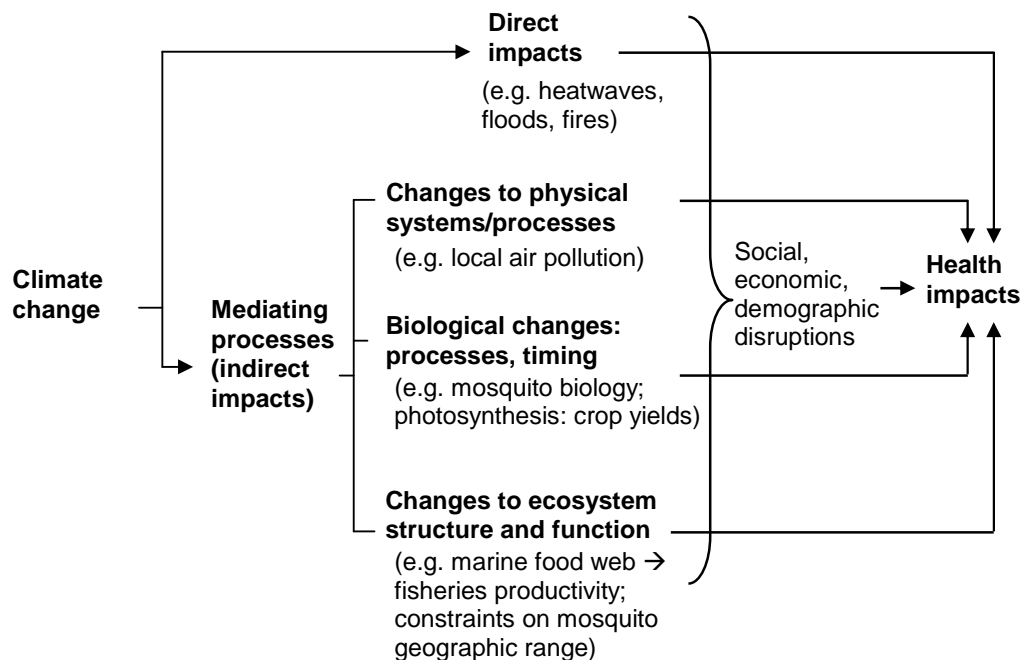 Direct
impacts
(e.g. heatwaves,
floods, fires)
Changes to physical
systems/processes
(e.g. local air pollution)
Climate
change
Mediating
processes
(indirect
impacts)
Biological changes:
processes, timing
(e.g. mosquito biology;
photosynthesis: crop yields)
Changes to ecosystem
structure and function
(e.g. marine food web →
fisheries productivity;
constraints on mosquito
geographic range)
Social,
economic,
demographic
disruptions
Health
impacts